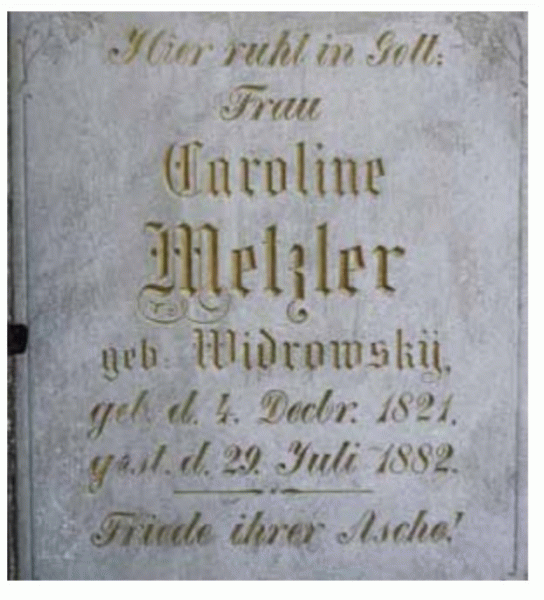 Hier ruht in Gott:
Frau
Caroline
Metzler
geb. Widrowskÿ,
geb. d. 4. Decbr. 1821.
gest. d. 29. Juli 1882.
Friede ihrer Asche!